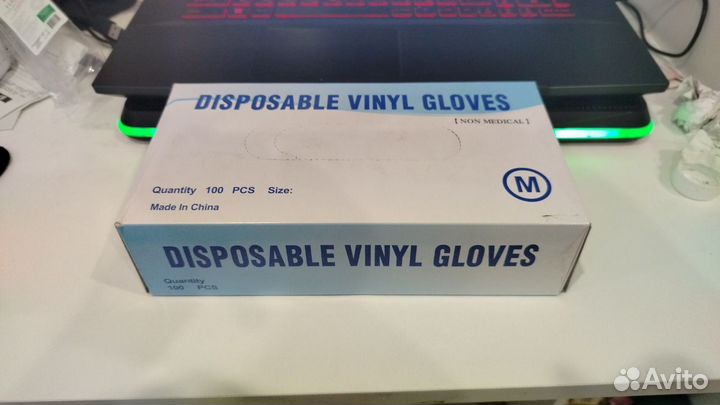 DISPOSABLE VINYL GLOVES
[ NON MEDICAL ]
Quantity 100 PCS Size:
M
Made In China
DISPOSABLE VINYL GLOVES
Quantity
100 PCS
Avito